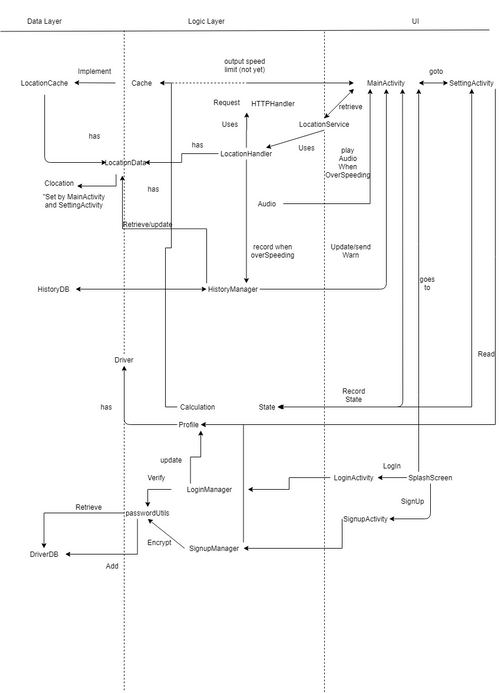 Data Layer
Logic Layer
UI
output speed
limit (not yet)
Implement
goto
LocationCache
Cache
MainActivity
SettingActivity
Request
HTTPHandler
retrieve
Uses
LocationService
has
has
Uses
play
Audio
When
OverSpeeding
LocationHandler
LocationData
Clocation
has
"Set by MainActivity
and SettingActivity
Audio
Retrieve/update
record when
overSpeeding
Update/send
Warn
goes
to
HistoryDB
HistoryManager
Read
Driver
Record
State
has
Calculation
State
Profile
update
LogIn
Verify
LoginActivity
SplashScreen
LoginManager
SignUp
Retrieve
passwordUtils
SignupActivity
Encrypt
SignupManager
DriverDB
Add